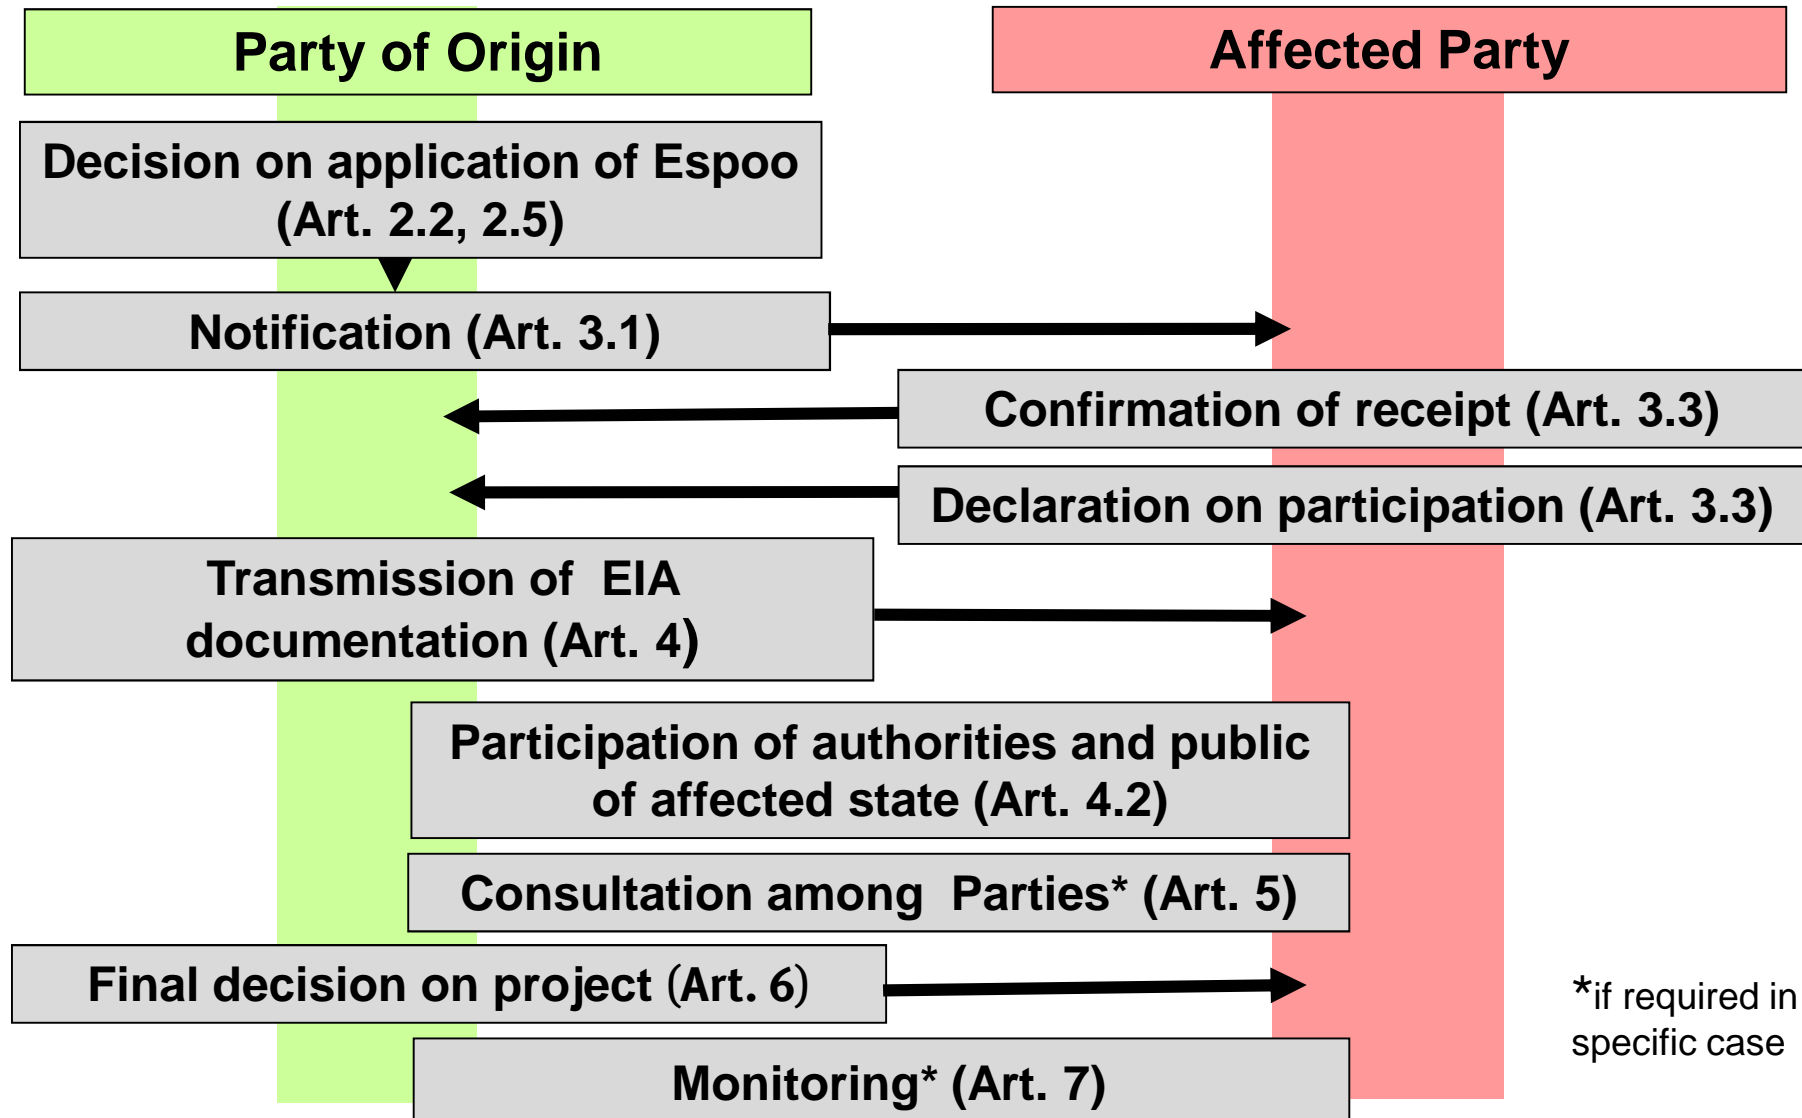 Party of Origin
Affected Party
Decision on application of Espoo
(Art. 2.2, 2.5)
Notification (Art. 3.1)
Confirmation of receipt (Art. 3.3)
Declaration on participation (Art. 3.3)
Transmission of EIA
documentation (Art. 4)
Participation of authorities and public
of affected state (Art. 4.2)
Consultation among Parties* (Art. 5)
Final decision on project (Art. 6)
*if required in
specific case
Monitoring* (Art. 7)